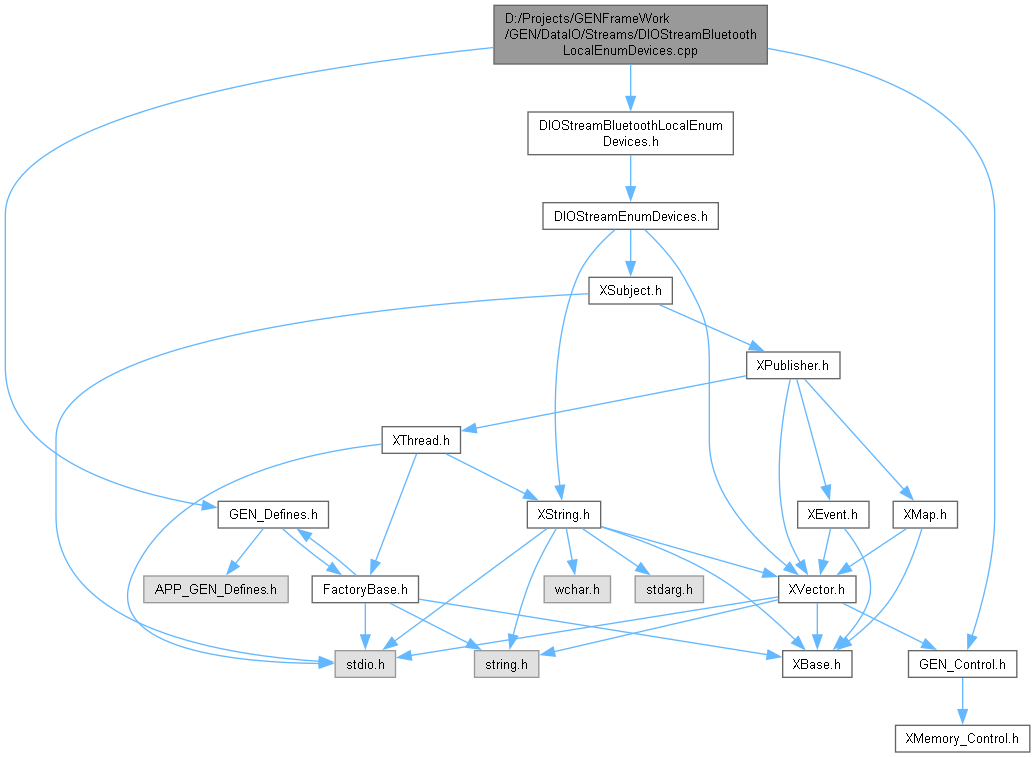 D:/Projects/GENFrameWork
/GEN/DataIO/Streams/DIOStreamBluetooth
LocalEnumDevices.cpp
DIOStreamBluetoothLocalEnum
Devices.h
DIOStreamEnumDevices.h
XSubject.h
XPublisher.h
XThread.h
GEN_Defines.h
XString.h
XEvent.h
XMap.h
APP_GEN_Defines.h
FactoryBase.h
wchar.h
stdarg.h
XVector.h
stdio.h
string.h
XBase.h
GEN_Control.h
XMemory_Control.h